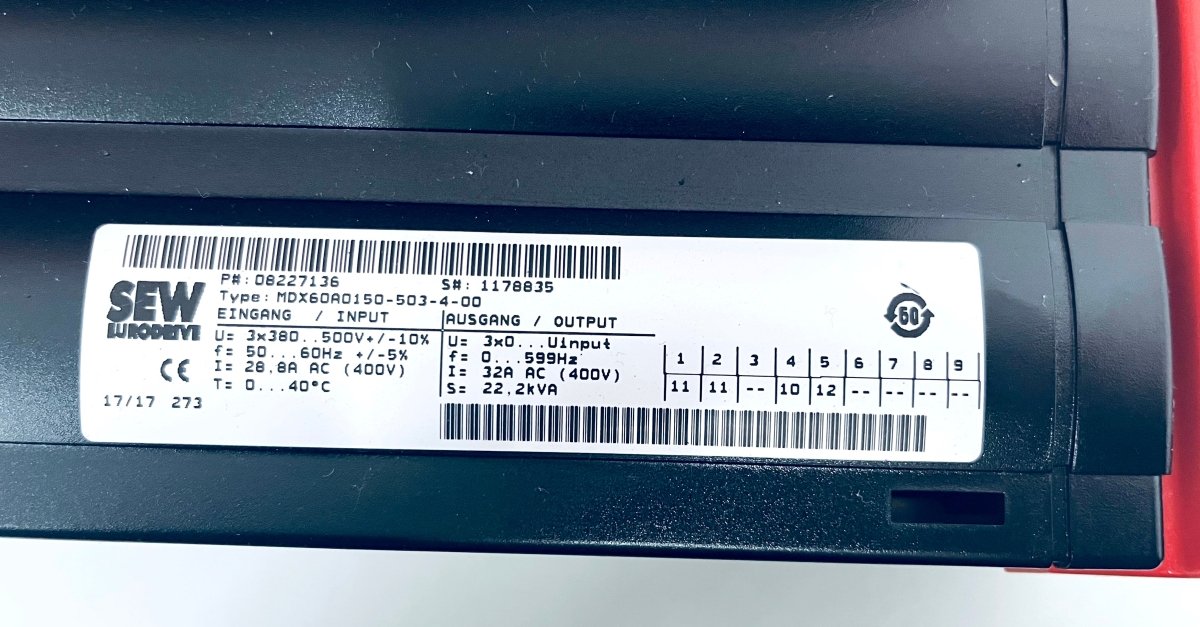 P#: 08227136 S#: 1178835
Type: MDX60A0150-503-4-00
SEW
EURODRIVE
EINGANG / INPUT
U= 3x380..500V+/-10%
f= 50...60Hz +/-5%
I= 28.8A AC (400V)
T= 0...40°C
CE
17/17 273
AUSGANG / OUTPUT
U= 3x0...Uinput
f= 0...599Hz
I= 32A AC (400V)
S= 22,2kVA
60
1 2 3 4 5 6 7 8 9
11 11 -- 10 12 -- -- -- --